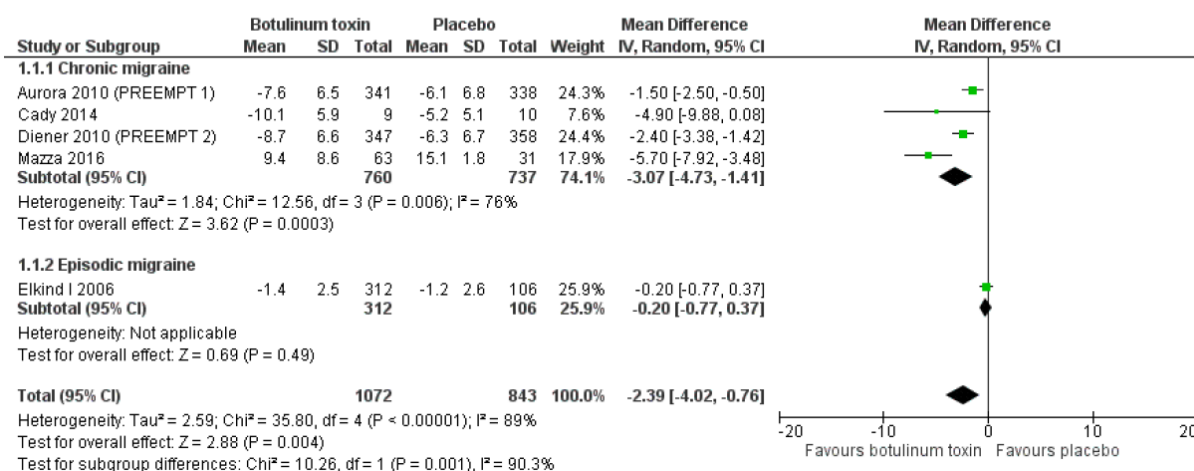 Botulinum toxin Placebo Mean Difference Mean Difference
Study or Subgroup Mean SD Total Mean SD Total Weight IV, Random, 95% CI IV, Random, 95% CI
1.1.1 Chronic migraine
Aurora 2010 (PREEMPT 1) -7.6 6.5 341 -6.1 6.8 338 24.3% -1.50 [-2.50, -0.50]
Cady 2014 -10.1 5.9 9 -5.2 5.1 10 7.6% -4.90 [-9.88, 0.08]
Diener 2010 (PREEMPT 2) -8.7 6.6 347 -6.3 6.7 358 24.4% -2.40 [-3.38, -1.42]
Mazza 2016 9.4 8.6 63 15.1 1.8 31 17.9% -5.70 [-7.92, -3.48]
Subtotal (95% CI) 760 737 74.1% -3.07 [-4.73, -1.41]
Heterogeneity: Tau² = 1.84; Chi² = 12.56, df = 3 (P = 0.006); I² = 76%
Test for overall effect: Z = 3.62 (P = 0.0003)
1.1.2 Episodic migraine
Elkind I 2006 -1.4 2.5 312 -1.2 2.6 106 25.9% -0.20 [-0.77, 0.37]
Subtotal (95% CI) 312 106 25.9% -0.20 [-0.77, 0.37]
Heterogeneity: Not applicable
Test for overall effect: Z = 0.69 (P = 0.49)
Total (95% CI) 1072 843 100.0% -2.39 [-4.02, -0.76]
Heterogeneity: Tau² = 2.59; Chi² = 35.80, df = 4 (P < 0.00001); I² = 89%
Test for overall effect: Z = 2.88 (P = 0.004)
Test for subgroup differences: Chi² = 10.26, df = 1 (P = 0.001), I² = 90.3%
-20 -10 0 10 20
Favours botulinum toxin Favours placebo